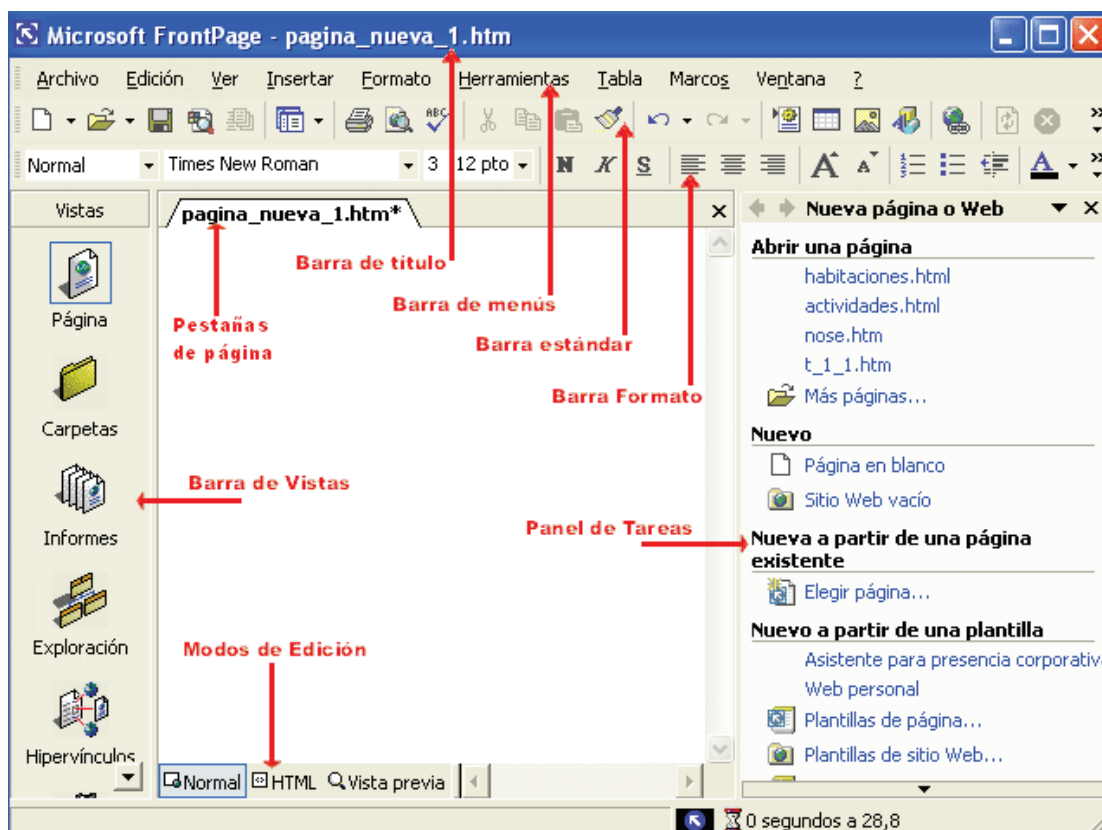 Microsoft FrontPage - pagina_nueva_1.htm
Archivo Edición Ver Insertar Formato Herramientas Tabla Marcos Ventana ?
ABC
Normal Times New Roman 3 12 pto N K S A A A
Vistas
Página
Carpetas
Informes
Exploración
Hipervínculos
pagina_nueva_1.htm*
Barra de título
Barra de menús
Pestañas
de página
Barra estándar
Barra Formato
Barra de Vistas
Panel de Tareas
Modos de Edición
Normal HTML Vista previa
Nueva página o Web
Abrir una página
habitaciones.html
actividades.html
nose.htm
t_1_1.htm
Más páginas...
Nuevo
Página en blanco
Sitio Web vacío
Nueva a partir de una página
existente
Elegir página...
Nuevo a partir de una plantilla
Asistente para presencia corporativ
Web personal
Plantillas de página...
Plantillas de sitio Web...
0 segundos a 28,8